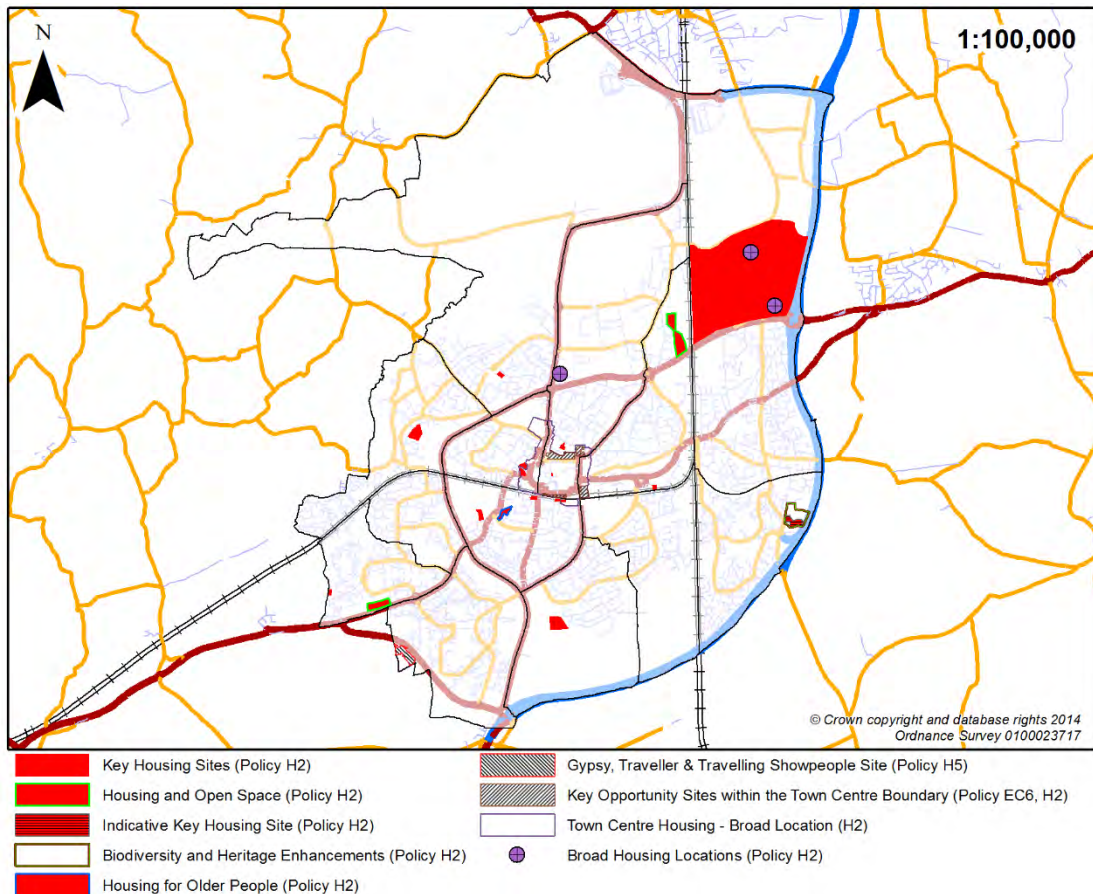 N
1:100,000
© Crown copyright and database rights 2014
Ordnance Survey 0100023717
Key Housing Sites (Policy H2)
Housing and Open Space (Policy H2)
Indicative Key Housing Site (Policy H2)
Biodiversity and Heritage Enhancements (Policy H2)
Housing for Older People (Policy H2)
Gypsy, Traveller & Travelling Showpeople Site (Policy H5)
Key Opportunity Sites within the Town Centre Boundary (Policy EC6, H2)
Town Centre Housing - Broad Location (H2)
Broad Housing Locations (Policy H2)